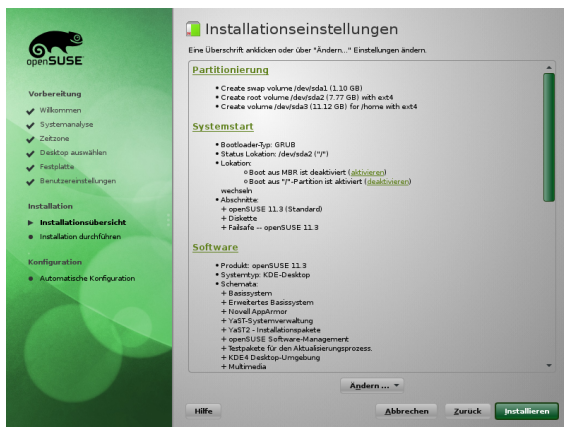 openSUSE
Vorbereitung
Willkommen
Systemanalyse
Zeitzone
Desktop auswählen
Festplatte
Benutzereinstellungen
Installation
Installationsübersicht
Installation durchführen
Konfiguration
Automatische Konfiguration
Installationseinstellungen
Eine Überschrift anklicken oder über "Ändern..." Einstellungen ändern.
Partitionierung
Create swap volume /dev/sda1 (1.10 GB)
Create root volume /dev/sda2 (7.77 GB) with ext4
Create volume /dev/sda3 (11.12 GB) for /home with ext4
Systemstart
Bootloader-Typ: GRUB
Status Lokation: /dev/sda2 ("/")
Lokation:
Boot aus MBR ist deaktiviert (aktivieren)
Boot aus "/"-Partition ist aktiviert (deaktivieren)
wechseln
Abschnitte:
+ openSUSE 11.3 (Standard)
+ Diskette
+ Failsafe -- openSUSE 11.3
Software
Produkt: openSUSE 11.3
Systemtyp: KDE-Desktop
Schemata:
+ Basissystem
+ Erweitertes Basissystem
+ Novell AppArmor
+ YaST-Systemverwaltung
+ YaST2 - Installationspakete
+ openSUSE Software-Management
+ Testpakete für den Aktualisierungsprozess.
+ KDE4 Desktop-Umgebung
+ Multimedia
Ändern ...
Hilfe
Abbrechen
Zurück
Installieren